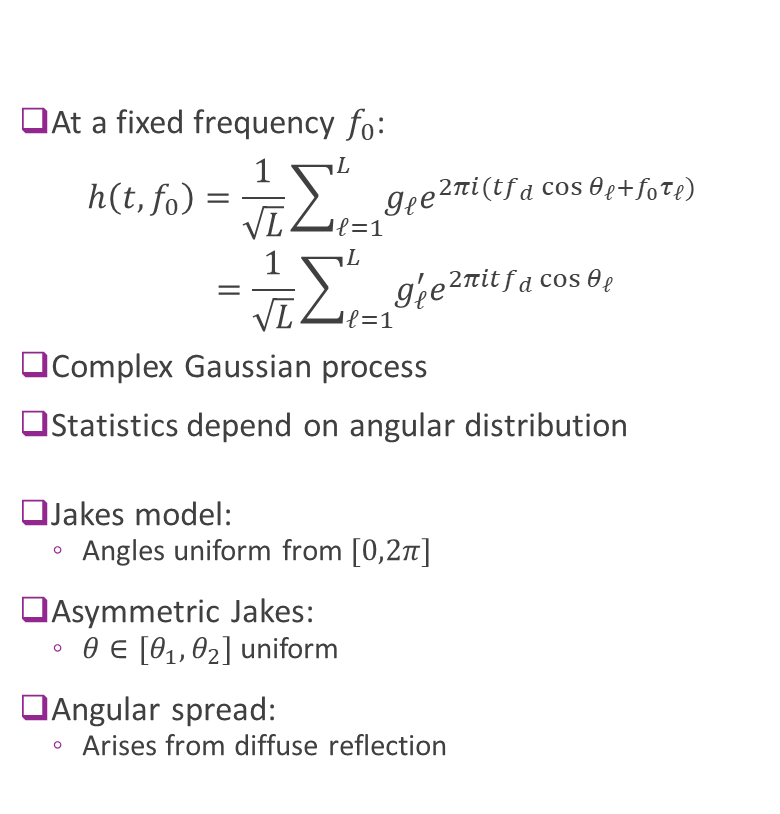 ❑At a fixed frequency 𝑓₀:
ℎ(𝑡, 𝑓₀) = 1/√𝐿 ∑_{ℓ=1}^{𝐿} 𝑔_ℓ 𝑒^{2𝜋𝑖(𝑡𝑓_𝑑 cos 𝜃_ℓ+𝑓₀𝜏_ℓ)}
= 1/√𝐿 ∑_{ℓ=1}^{𝐿} 𝑔′_ℓ 𝑒^{2𝜋𝑖𝑡𝑓_𝑑 cos 𝜃_ℓ}
❑Complex Gaussian process
❑Statistics depend on angular distribution
❑Jakes model:
◦ Angles uniform from [0,2𝜋]
❑Asymmetric Jakes:
◦ 𝜃 ∈ [𝜃₁, 𝜃₂] uniform
❑Angular spread:
◦ Arises from diffuse reflection